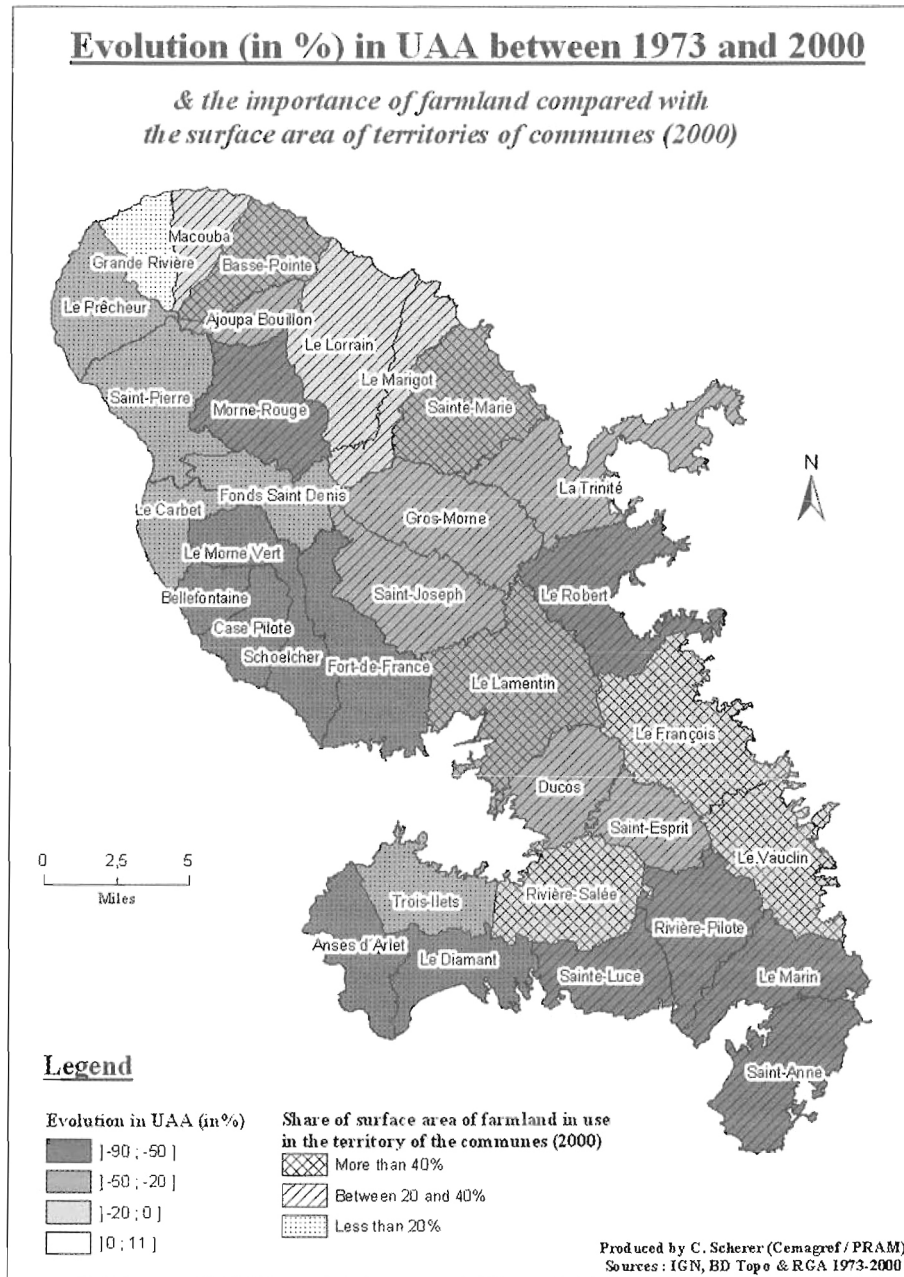 Evolution (in %) in UAA between 1973 and 2000
& the importance of farmland compared with
the surface area of territories of communes (2000)
Macouba
Grande Rivière
Basse-Pointe
Le Prêcheur
Ajoupa Bouillon
Le Lorrain
Le Marigot
Saint-Pierre
Morne-Rouge
Sainte-Marie
N
La Trinité
Fonds Saint Denis
Le Carbet
Gros-Morne
Le Morne Vert
Saint-Joseph
Le Robert
Bellefontaine
Case Pilote
Schoelcher
Fort-de-France
Le Lamentin
Le François
Ducos
Saint-Esprit
Le Vauclin
0 2,5 5
Miles
Trois-Ilets
Rivière-Salée
Rivière-Pilote
Anses d'Arlet
Le Diamant
Sainte-Luce
Le Marin
Saint-Anne
Legend
Evolution in UAA (in%)
]-90 ; -50 ]
]-50 ; -20 ]
]-20 ; 0 ]
]0 ; 11 ]
Share of surface area of farmland in use
in the territory of the communes (2000)
More than 40%
Between 20 and 40%
Less than 20%
Produced by C. Scherer (Cemagref / PRAM)
Sources : IGN, BD Topo & RGA 1973-2000